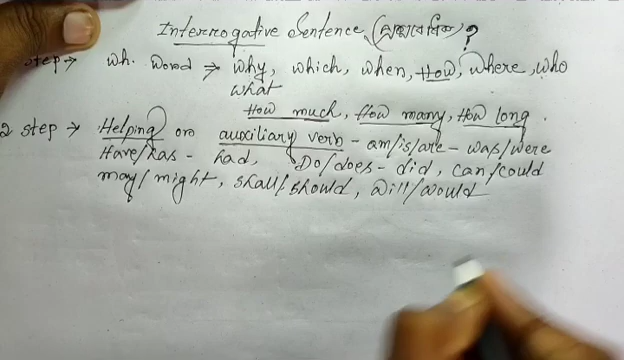 Interrogative Sentence (প্রশ্নবোধক)?
step → Wh. Word ⇒ Why, which, when, How, Where, who
what
How much, How many, How long.
2 step → Helping or auxiliary verb - am/is/are - was/were
Have/has - had, Do/does - did, can/could
may/might, shall/should, Will/would